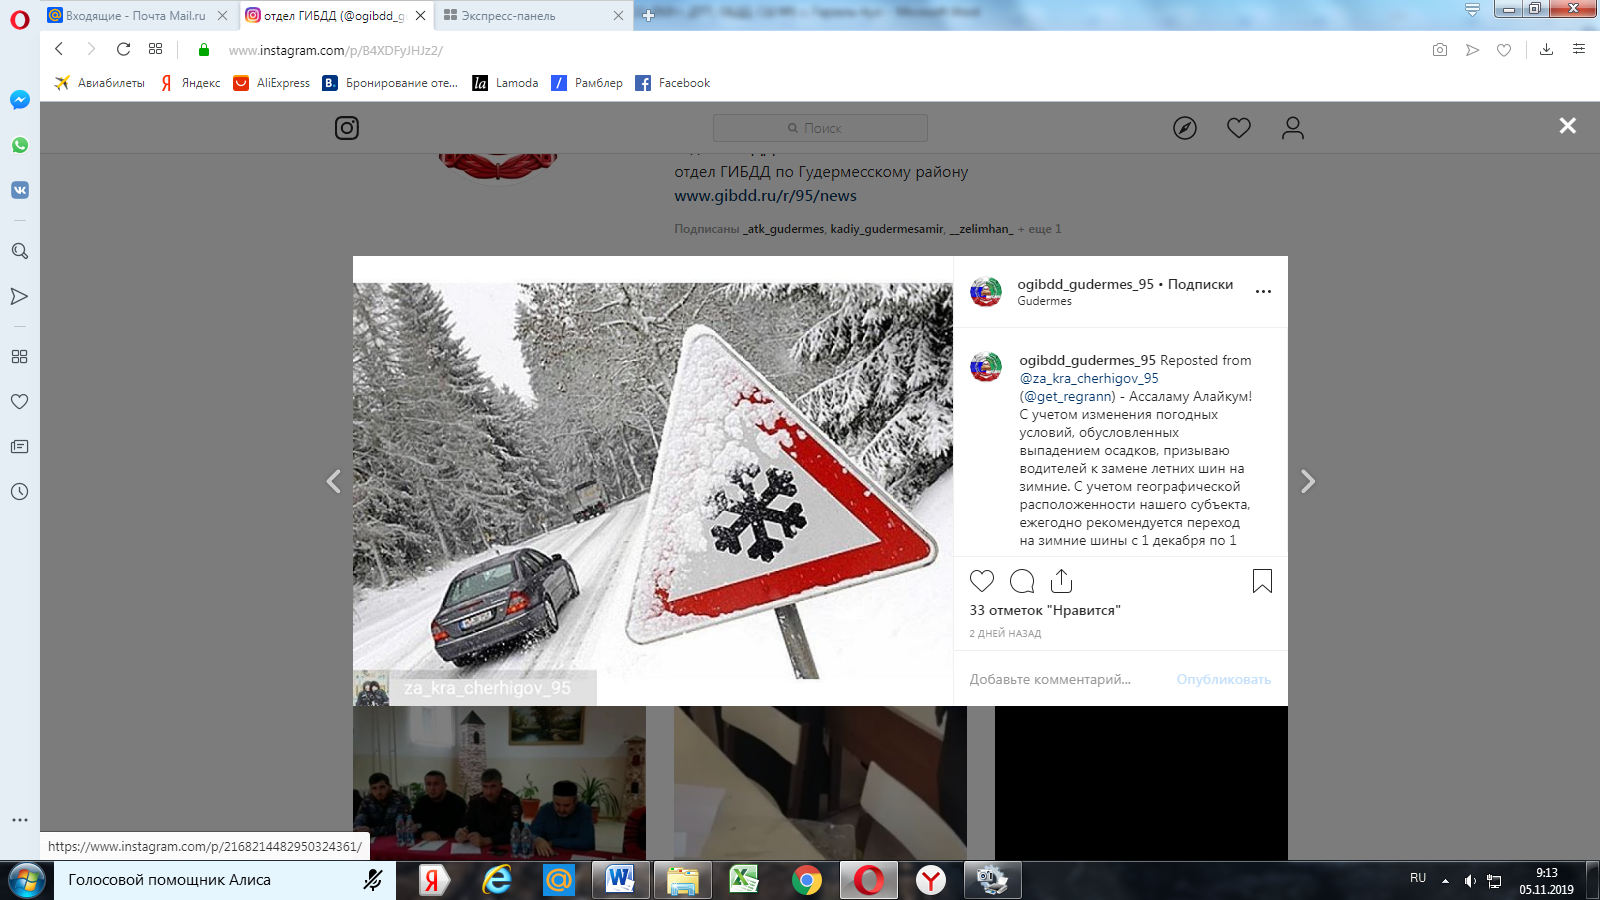 Входящие - Почта Mail.ru
отдел ГИБДД (@ogibdd_g
Экспресс-панель
www.instagram.com/p/B4XDFyJHJz2/
Авиабилеты
Яндекс
AliExpress
Бронирование оте...
Lamoda
Рамблер
Facebook
Поиск
отдел ГИБДД по Гудермесскому району
www.gibdd.ru/r/95/news
Подписаны _atk_gudermes, kadiy_gudermesamir, __zelimhan_ + еще 1
ogibdd_gudermes_95 • Подписки
Gudermes
ogibdd_gudermes_95 Reposted from
@za_kra_cherhigov_95
(@get_regrann) - Ассаламу Алайкум!
С учетом изменения погодных
условий, обусловленных
выпадением осадков, призываю
водителей к замене летних шин на
зимние. С учетом географической
расположенности нашего субъекта,
ежегодно рекомендуется переход
на зимние шины с 1 декабря по 1
33 отметок "Нравится"
2 ДНЕЙ НАЗАД
Добавьте комментарий...
Опубликовать
za_kra_cherhigov_95
https://www.instagram.com/p/2168214482950324361/
Голосовой помощник Алиса
RU
9:13
05.11.2019